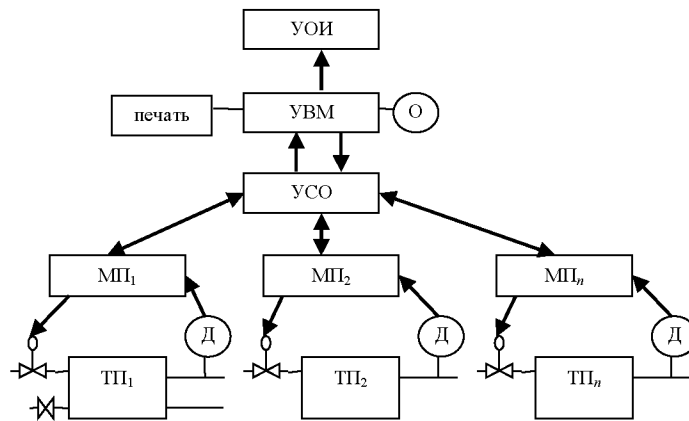 УОИ
печать
УВМ
О
УСО
МП₁
МП₂
МПₙ
Д
Д
Д
ТП₁
ТП₂
ТПₙ